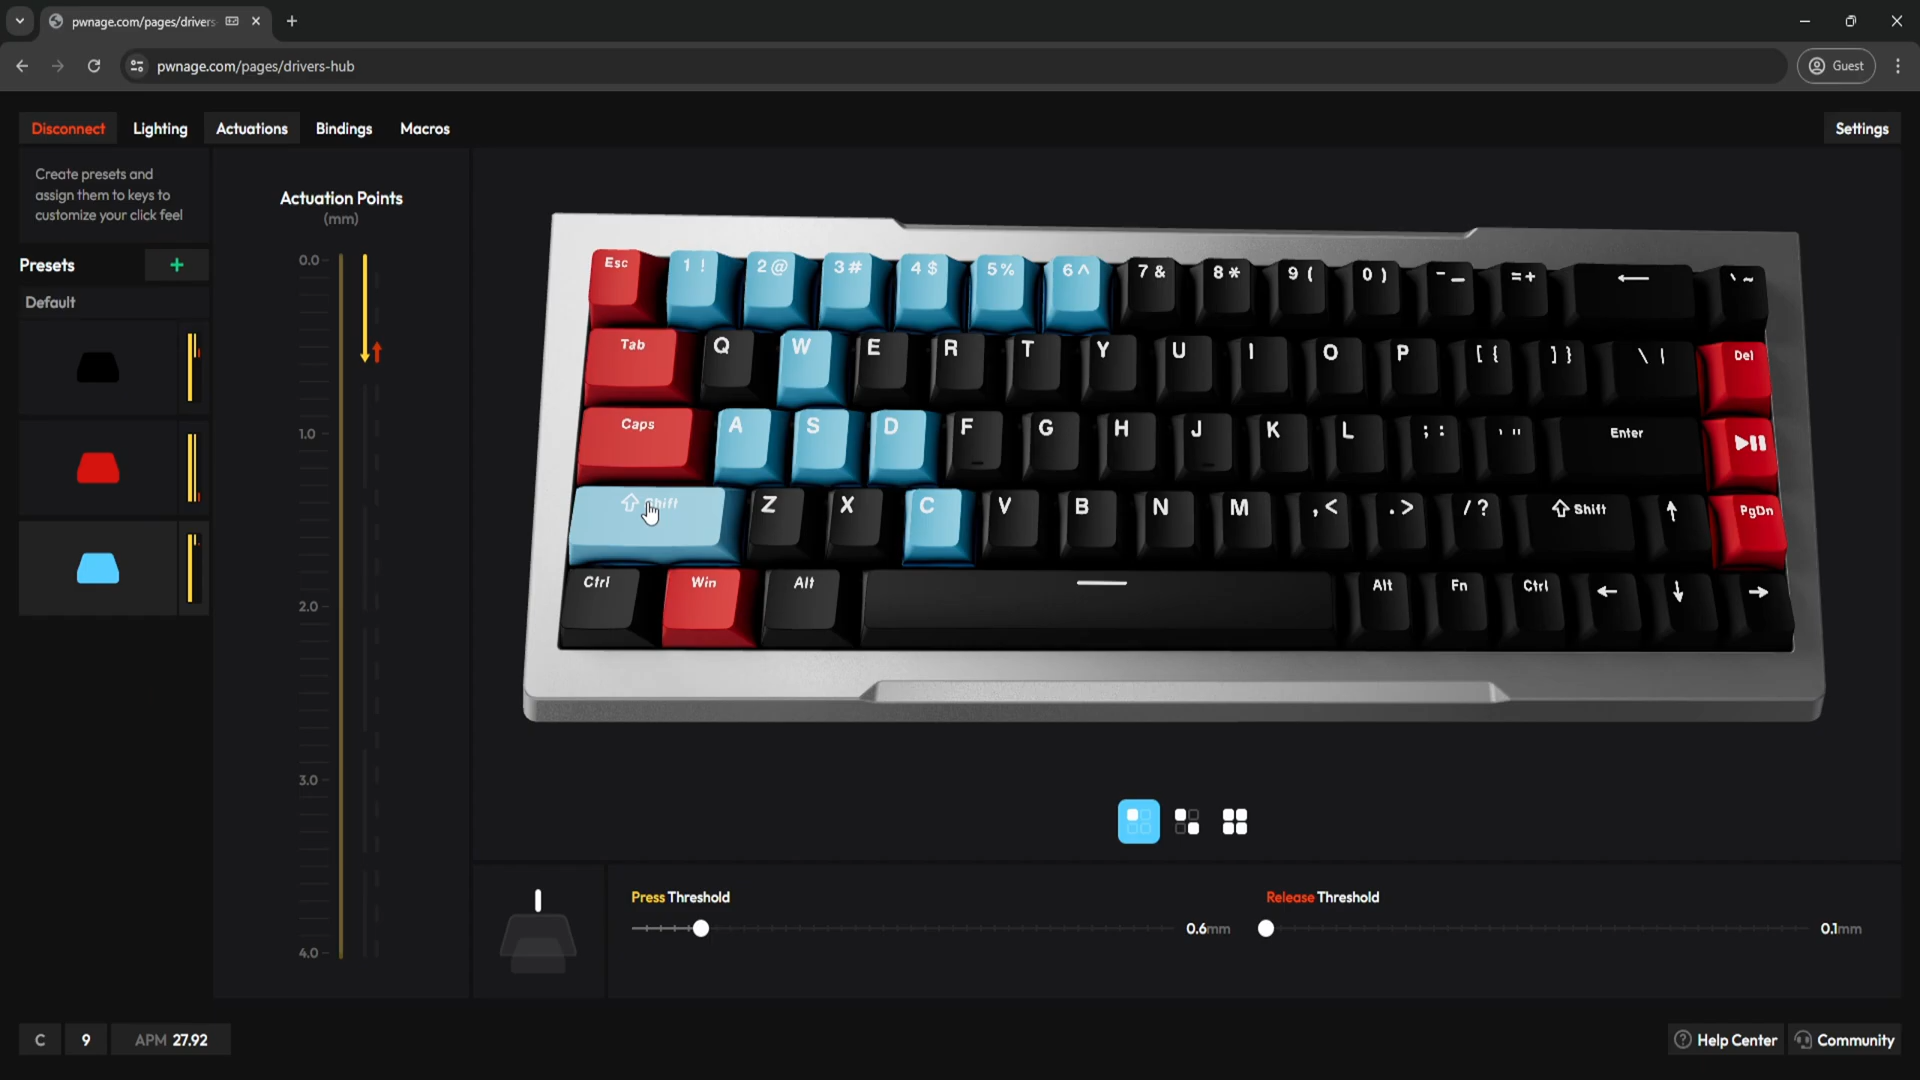 pwnage.com/pages/drivers-
pwnage.com/pages/drivers-hub
Guest
Disconnect
Lighting
Actuations
Bindings
Macros
Settings
Create presets and
assign them to keys to
customize your click feel
Presets
+
Default
Actuation Points
(mm)
0.0
1.0
2.0
3.0
4.0
Esc 1 ! 2 @ 3 # 4 $ 5 % 6 ^ 7 & 8 * 9 ( 0 ) - _ = + ← ` ~
Tab Q W E R T Y U I O P [ { ] } \ | Del
Caps A S D F G H J K L ; : ' " Enter
⇧ Shift Z X C V B N M , < . > / ? ⇧ Shift ↑ PgDn
Ctrl Win Alt Alt Fn Ctrl ← ↓ →
Press Threshold
0.6mm
Release Threshold
0.1mm
C
9
APM 27.92
Help Center
Community